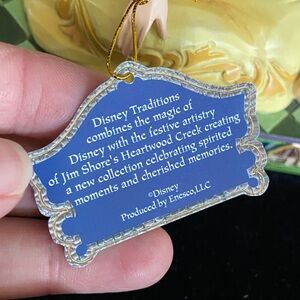 Disney Traditions
combines the magic of
Disney with the festive artistry
of Jim Shore's Heartwood Creek creating
a new collection celebrating spirited
moments and cherished memories.
©Disney
Produced by Enesco, LLC